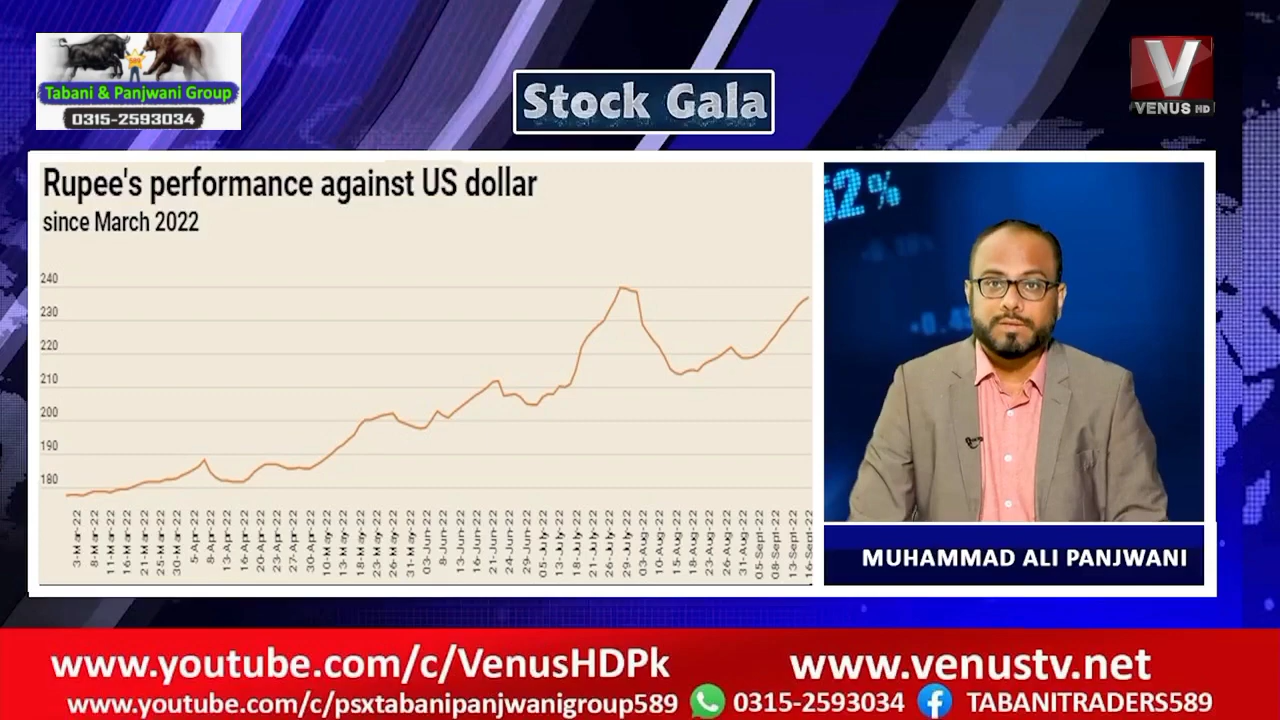 Tabani & Panjwani Group
0315-2593034
Stock Gala
V
VENUS HD
Rupee's performance against US dollar
since March 2022
52%
240
230
220
210
200
190
180
3-Mar-22
8-Mar-22
11-Mar-22
16-Mar-22
21-Mar-22
25-Mar-22
30-Mar-22
5-Apr-22
8-Apr-22
13-Apr-22
16-Apr-22
20-Apr-22
23-Apr-22
27-Apr-22
30-Apr-22
10-May-22
13-May-22
18-May-22
23-May-22
26-May-22
31-May-22
03-Jun-22
8-Jun-22
13-Jun-22
16-Jun-22
21-Jun-22
24-Jun-22
29-Jun-22
05-July-22
13-July-22
18-July-22
21-July-22
26-July-22
29-July-22
03-Aug-22
10-Aug-22
15-Aug-22
18-Aug-22
23-Aug-22
26-Aug-22
31-Aug-22
05-Sept-22
08-Sept-22
13-Sept-22
16-Sept-22
MUHAMMAD ALI PANJWANI
www.youtube.com/c/VenusHDPk
www.venustv.net
www.youtube.com/c/psxtabanipanjwanigroup589
0315-2593034
TABANITRADERS589